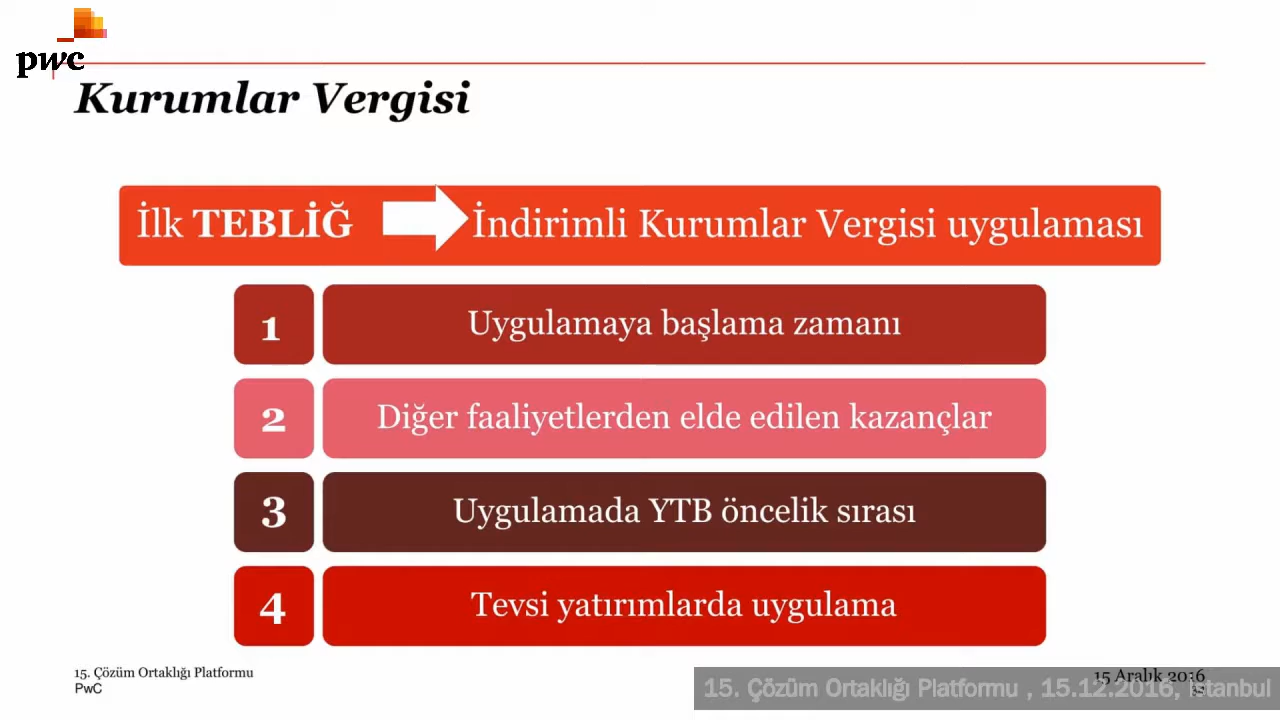 pwc
Kurumlar Vergisi
İlk TEBLİĞ İndirimli Kurumlar Vergisi uygulaması
1 Uygulamaya başlama zamanı
2 Diğer faaliyetlerden elde edilen kazançlar
3 Uygulamada YTB öncelik sırası
4 Tevsi yatırımlarda uygulama
15. Çözüm Ortaklığı Platformu
PwC
15 Aralık 2016
15. Çözüm Ortaklığı Platformu , 15.12.2016, İstanbul